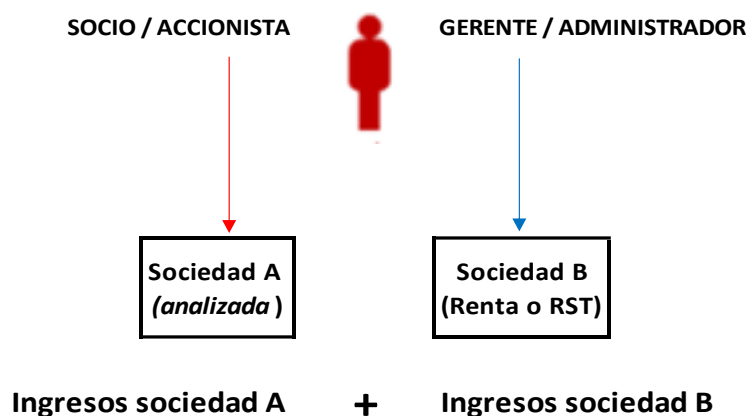 SOCIO / ACCIONISTA
GERENTE / ADMINISTRADOR
Sociedad A
(analizada)
Sociedad B
(Renta o RST)
Ingresos sociedad A + Ingresos sociedad B